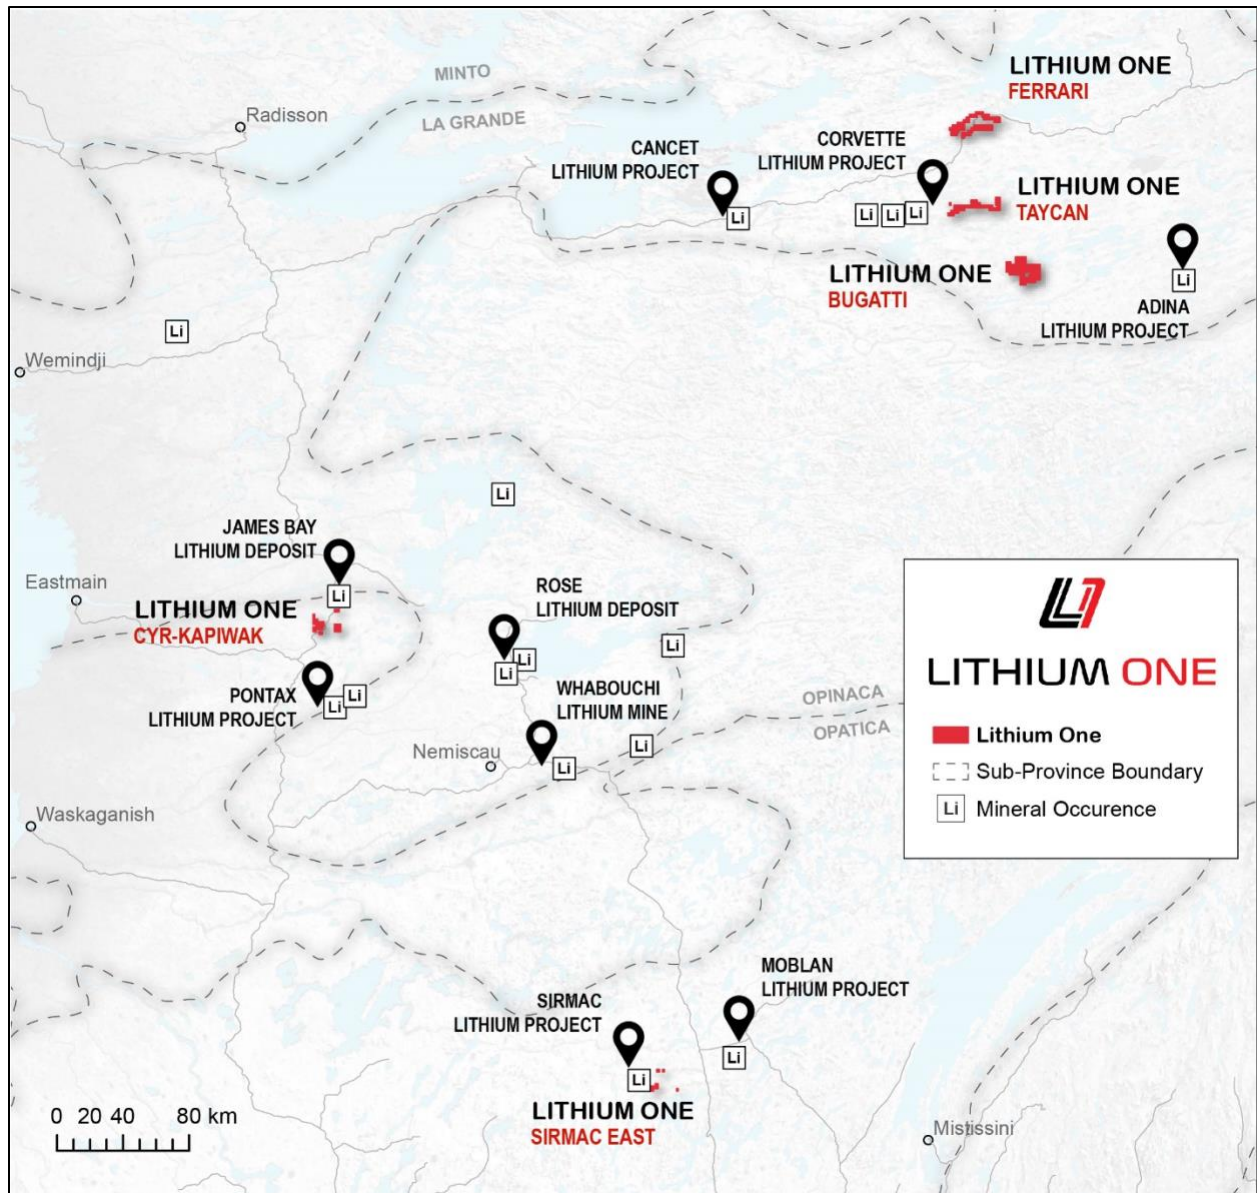 MINTO
LA GRANDE
Radisson
LITHIUM ONE
FERRARI
CANCET
LITHIUM PROJECT
CORVETTE
LITHIUM PROJECT
Li
Li
Li
Li
LITHIUM ONE
TAYCAN
LITHIUM ONE
BUGATTI
Li
ADINA
LITHIUM PROJECT
Li
Wemindji
Li
JAMES BAY
LITHIUM DEPOSIT
Li
Eastmain
LITHIUM ONE
CYR-KAPIWAK
ROSE
LITHIUM DEPOSIT
Li
Li
Li
PONTAX
LITHIUM PROJECT
Li
Li
WHABOUCHI
LITHIUM MINE
Li
Li
Nemiscau
OPINACA
OPATICA
Waskaganish
LITHIUM ONE
Lithium One
Sub-Province Boundary
Li Mineral Occurence
MOBLAN
LITHIUM PROJECT
Li
SIRMAC
LITHIUM PROJECT
Li
LITHIUM ONE
SIRMAC EAST
Mistissini
0 20 40 80 km